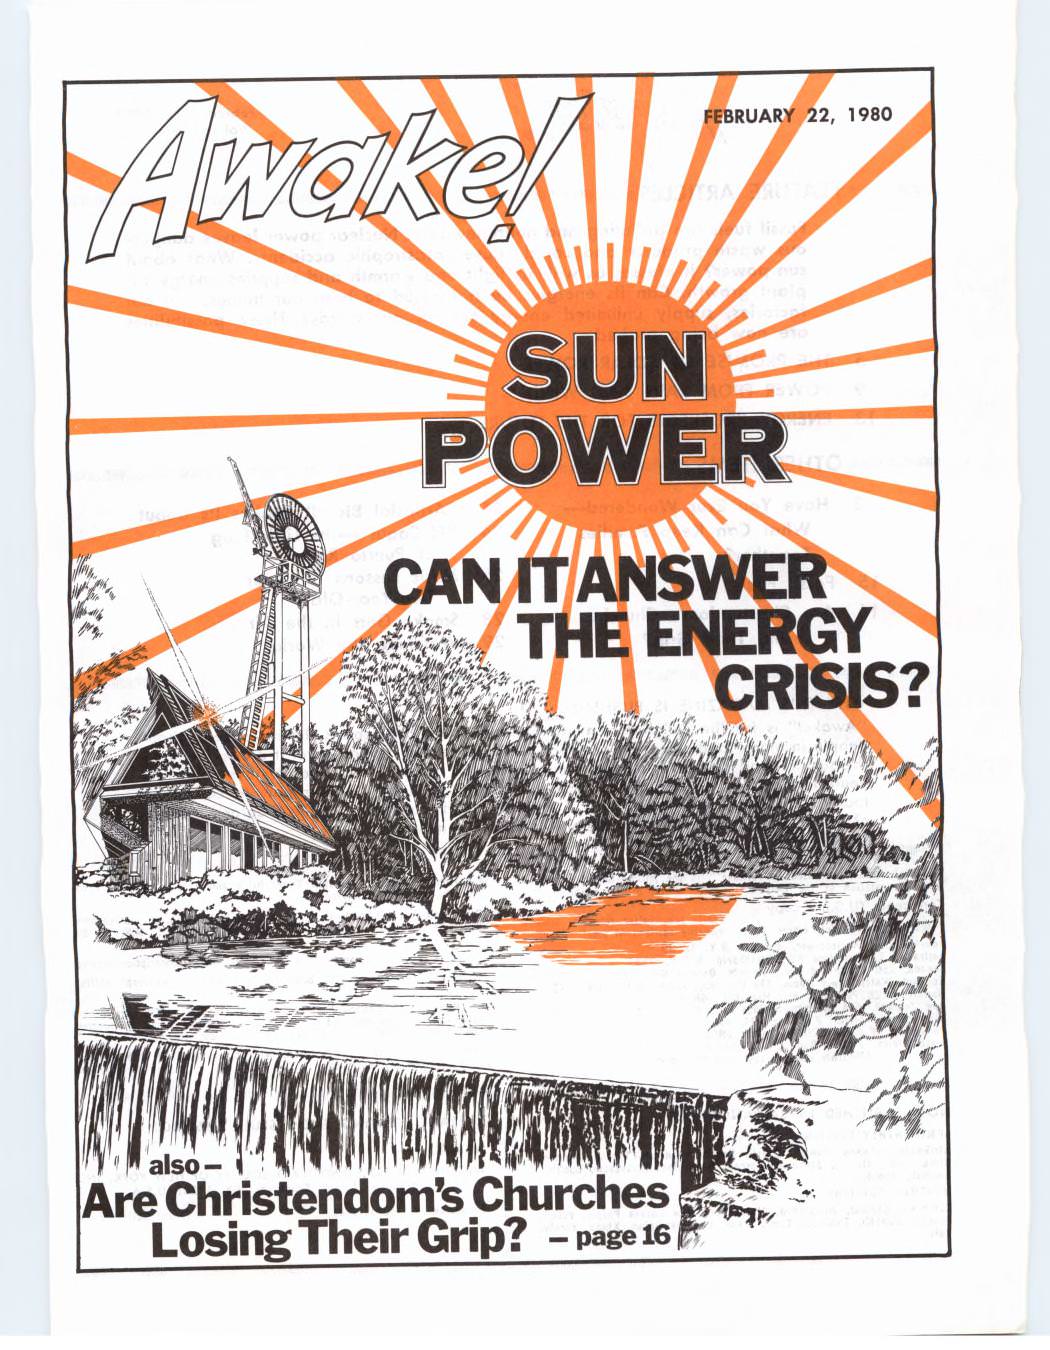 Awake!
FEBRUARY 22, 1980
SUN
POWER
CAN IT ANSWER
THE ENERGY
CRISIS?
also–
Are Christendom's Churches
Losing Their Grip? – page 16